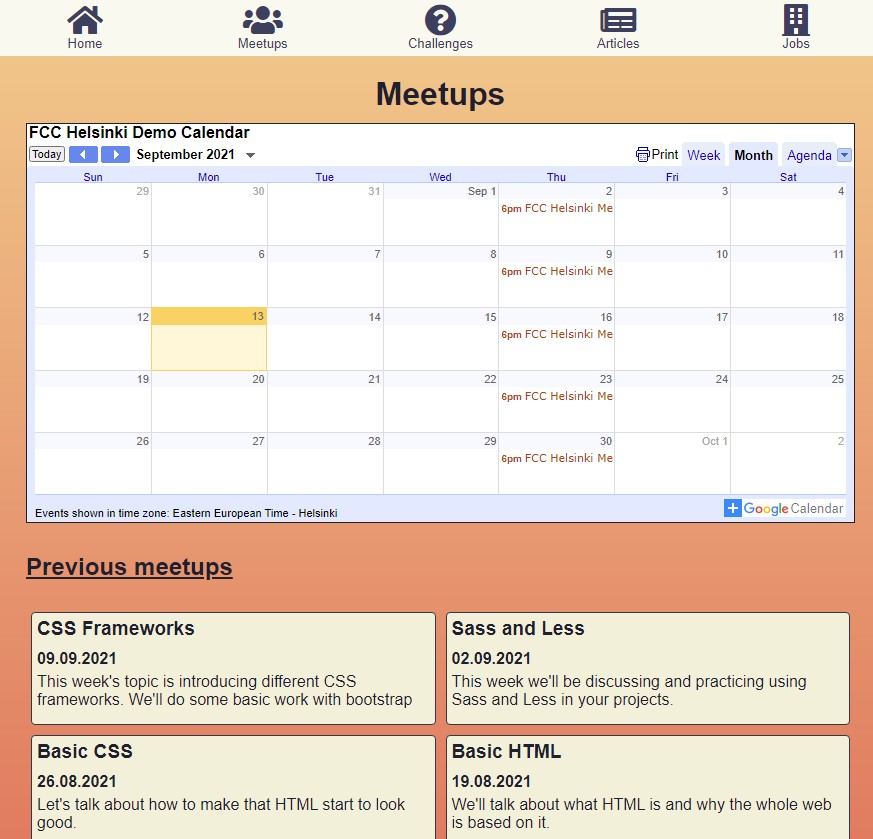 Home Meetups Challenges Articles Jobs
Meetups
FCC Helsinki Demo Calendar
Today September 2021 Print Week Month Agenda
Sun Mon Tue Wed Thu Fri Sat
29 30 31 Sep 1 2 3 4
6pm FCC Helsinki Me
5 6 7 8 9 10 11
6pm FCC Helsinki Me
12 13 14 15 16 17 18
6pm FCC Helsinki Me
19 20 21 22 23 24 25
6pm FCC Helsinki Me
26 27 28 29 30 Oct 1 2
6pm FCC Helsinki Me
Events shown in time zone: Eastern European Time - Helsinki
Google Calendar
Previous meetups
CSS Frameworks
09.09.2021
This week's topic is introducing different CSS
frameworks. We'll do some basic work with bootstrap
Sass and Less
02.09.2021
This week we'll be discussing and practicing using
Sass and Less in your projects.
Basic CSS
26.08.2021
Let's talk about how to make that HTML start to look
good.
Basic HTML
19.08.2021
We'll talk about what HTML is and why the whole web
is based on it.